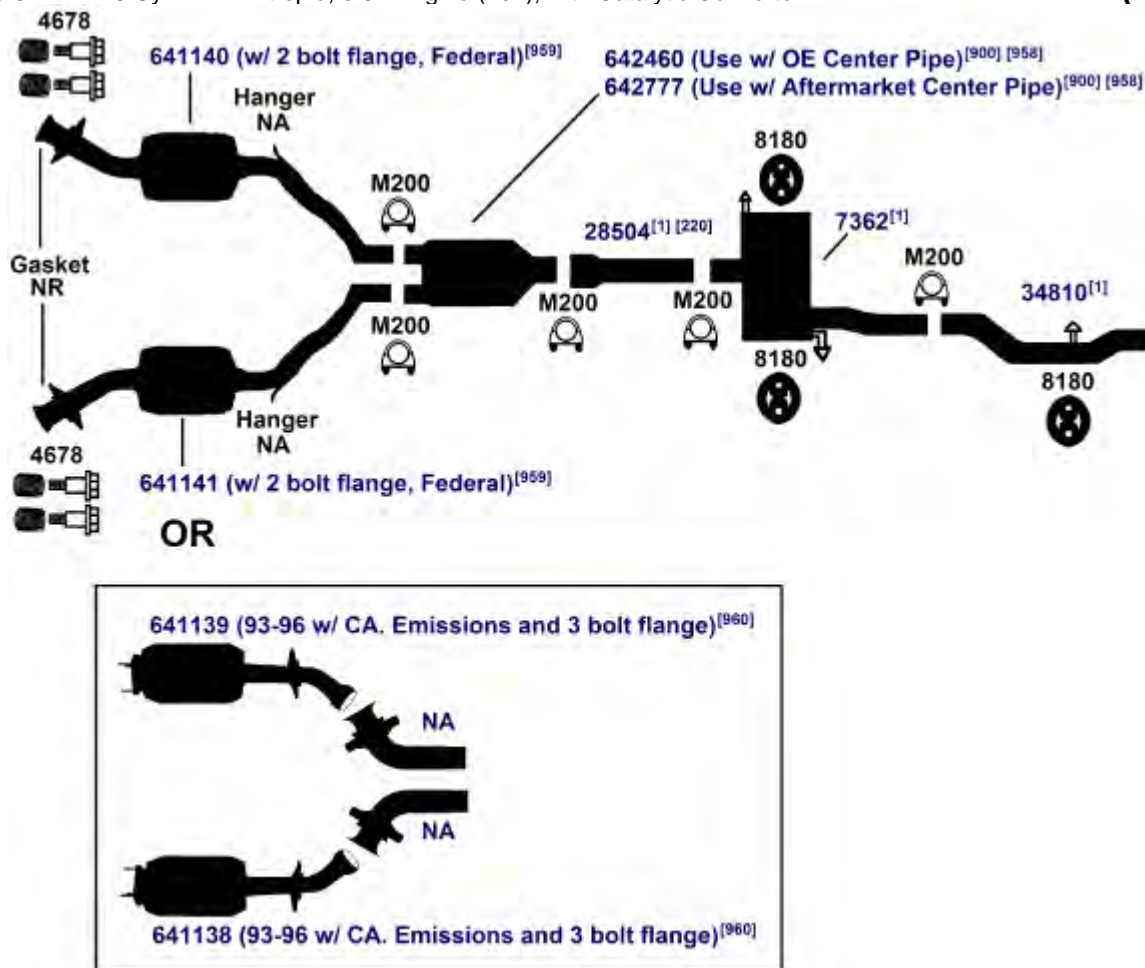 4678
641140 (w/ 2 bolt flange, Federal)[959]
642460 (Use w/ OE Center Pipe)[900] [958]
642777 (Use w/ Aftermarket Center Pipe)[900] [958]
Hanger
NA
8180
M200
28504[1] [220]
7362[1]
Gasket
NR
M200
34810[1]
M200
M200
M200
8180
8180
Hanger
NA
4678
641141 (w/ 2 bolt flange, Federal)[959]
OR
641139 (93-96 w/ CA. Emissions and 3 bolt flange)[960]
NA
NA
641138 (93-96 w/ CA. Emissions and 3 bolt flange)[960]